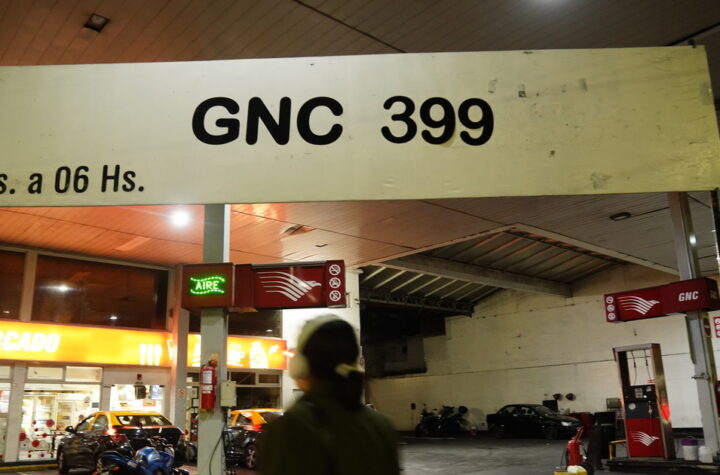 GNC 399
s. a 06 Hs.
AIRE
GNC
CADO